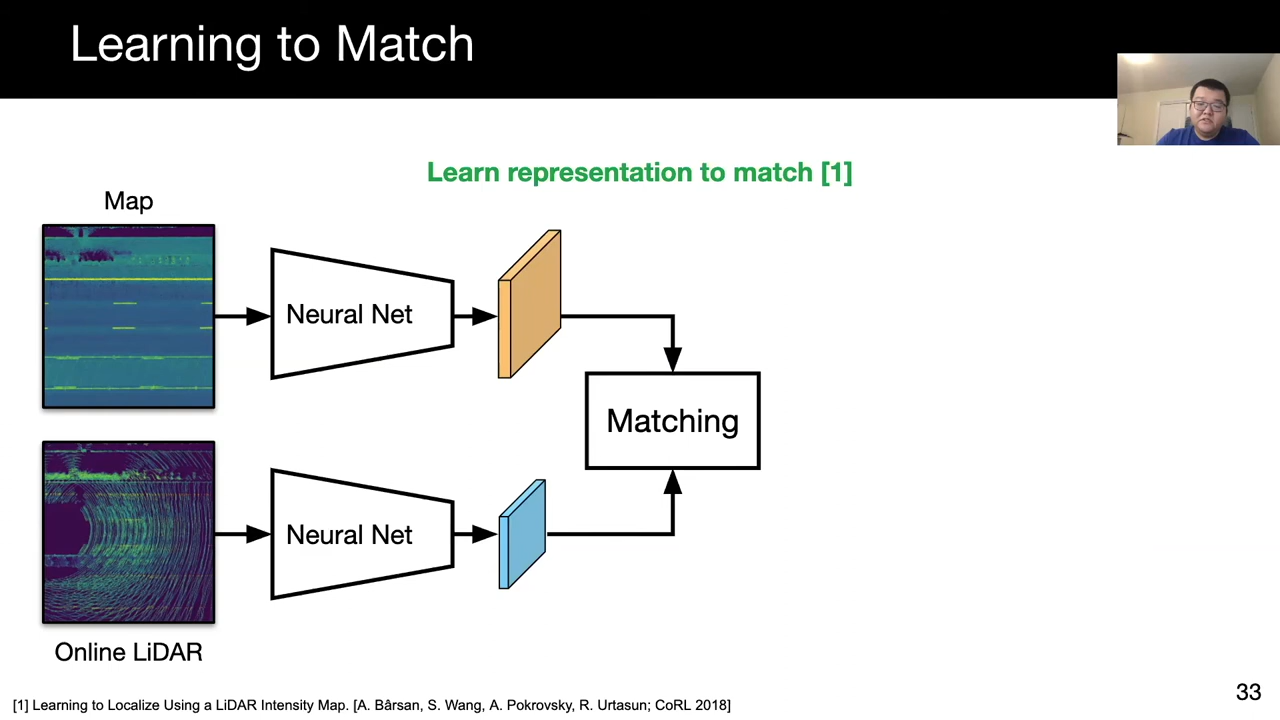 Learning to Match
Learn representation to match [1]
Map
Neural Net
Matching
Neural Net
Online LiDAR
[1] Learning to Localize Using a LiDAR Intensity Map. [A. Bârsan, S. Wang, A. Pokrovsky, R. Urtasun; CoRL 2018]
33